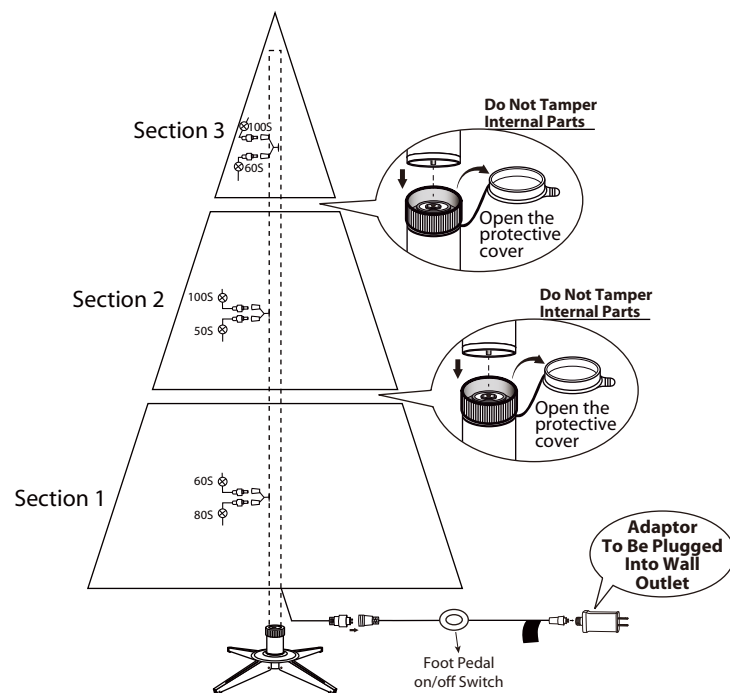 Do Not Tamper
Internal Parts
Section 3
100S
60S
Open the
protective
cover
Section 2
100S
50S
Do Not Tamper
Internal Parts
Open the
protective
cover
Section 1
60S
80S
Adaptor
To Be Plugged
Into Wall
Outlet
Foot Pedal
on/off Switch